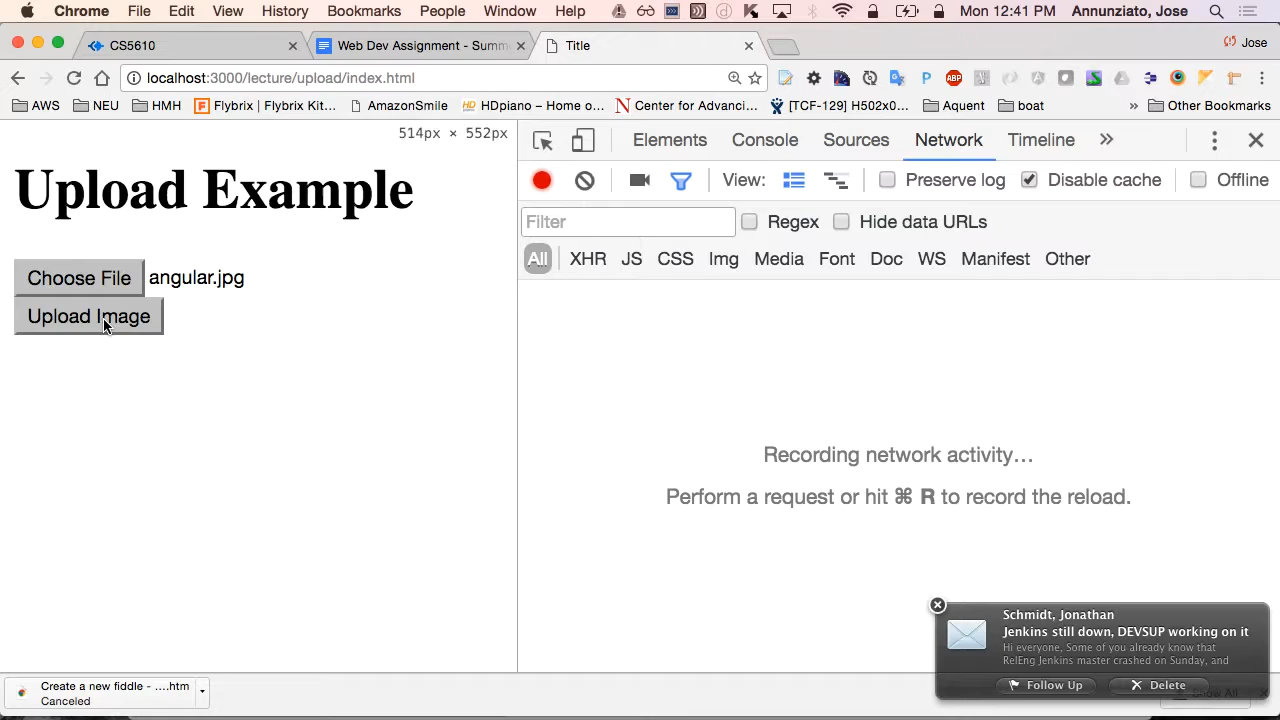 Chrome File Edit View History Bookmarks People Window Help Mon 12:41 PM Annunziato, Jose
CS5610
Web Dev Assignment - Summ
Title
Jose
localhost:3000/lecture/upload/index.html
AWS NEU HMH Flybrix | Flybrix Kit... AmazonSmile HDpiano – Home o... Center for Advanci... [TCF-129] H502x0... Aquent boat » Other Bookmarks
514px × 552px
Elements Console Sources Network Timeline »
View: Preserve log Disable cache Offline
Filter Regex Hide data URLs
All XHR JS CSS Img Media Font Doc WS Manifest Other
Upload Example
Choose File angular.jpg
Upload Image
Recording network activity…
Perform a request or hit ⌘ R to record the reload.
Schmidt, Jonathan
Jenkins still down, DEVSUP working on it
Hi everyone, Some of you already know that
RelEng Jenkins master crashed on Sunday, and
Follow Up Delete
Create a new fiddle - ....htm
Canceled
Show All